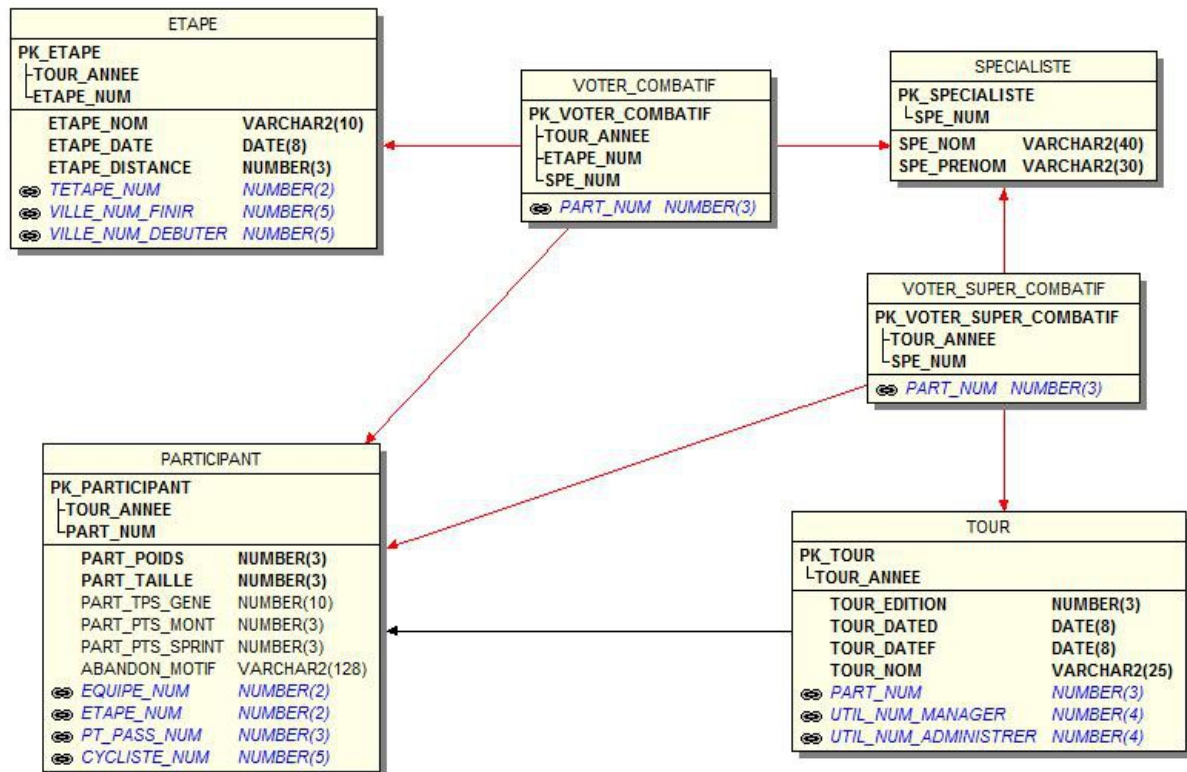 ETAPE
PK_ETAPE
TOUR_ANNEE
ETAPE_NUM
ETAPE_NOM VARCHAR2(10)
ETAPE_DATE DATE(8)
ETAPE_DISTANCE NUMBER(3)
TETAPE_NUM NUMBER(2)
VILLE_NUM_FINIR NUMBER(5)
VILLE_NUM_DEBUTER NUMBER(5)
VOTER_COMBATIF
PK_VOTER_COMBATIF
TOUR_ANNEE
ETAPE_NUM
SPE_NUM
PART_NUM NUMBER(3)
SPECIALISTE
PK_SPECIALISTE
SPE_NUM
SPE_NOM VARCHAR2(40)
SPE_PRENOM VARCHAR2(30)
VOTER_SUPER_COMBATIF
PK_VOTER_SUPER_COMBATIF
TOUR_ANNEE
SPE_NUM
PART_NUM NUMBER(3)
PARTICIPANT
PK_PARTICIPANT
TOUR_ANNEE
PART_NUM
PART_POIDS NUMBER(3)
PART_TAILLE NUMBER(3)
PART_TPS_GENE NUMBER(10)
PART_PTS_MONT NUMBER(3)
PART_PTS_SPRINT NUMBER(3)
ABANDON_MOTIF VARCHAR2(128)
EQUIPE_NUM NUMBER(2)
ETAPE_NUM NUMBER(2)
PT_PASS_NUM NUMBER(3)
CYCLISTE_NUM NUMBER(5)
TOUR
PK_TOUR
TOUR_ANNEE
TOUR_EDITION NUMBER(3)
TOUR_DATED DATE(8)
TOUR_DATEF DATE(8)
TOUR_NOM VARCHAR2(25)
PART_NUM NUMBER(3)
UTIL_NUM_MANAGER NUMBER(4)
UTIL_NUM_ADMINISTRER NUMBER(4)